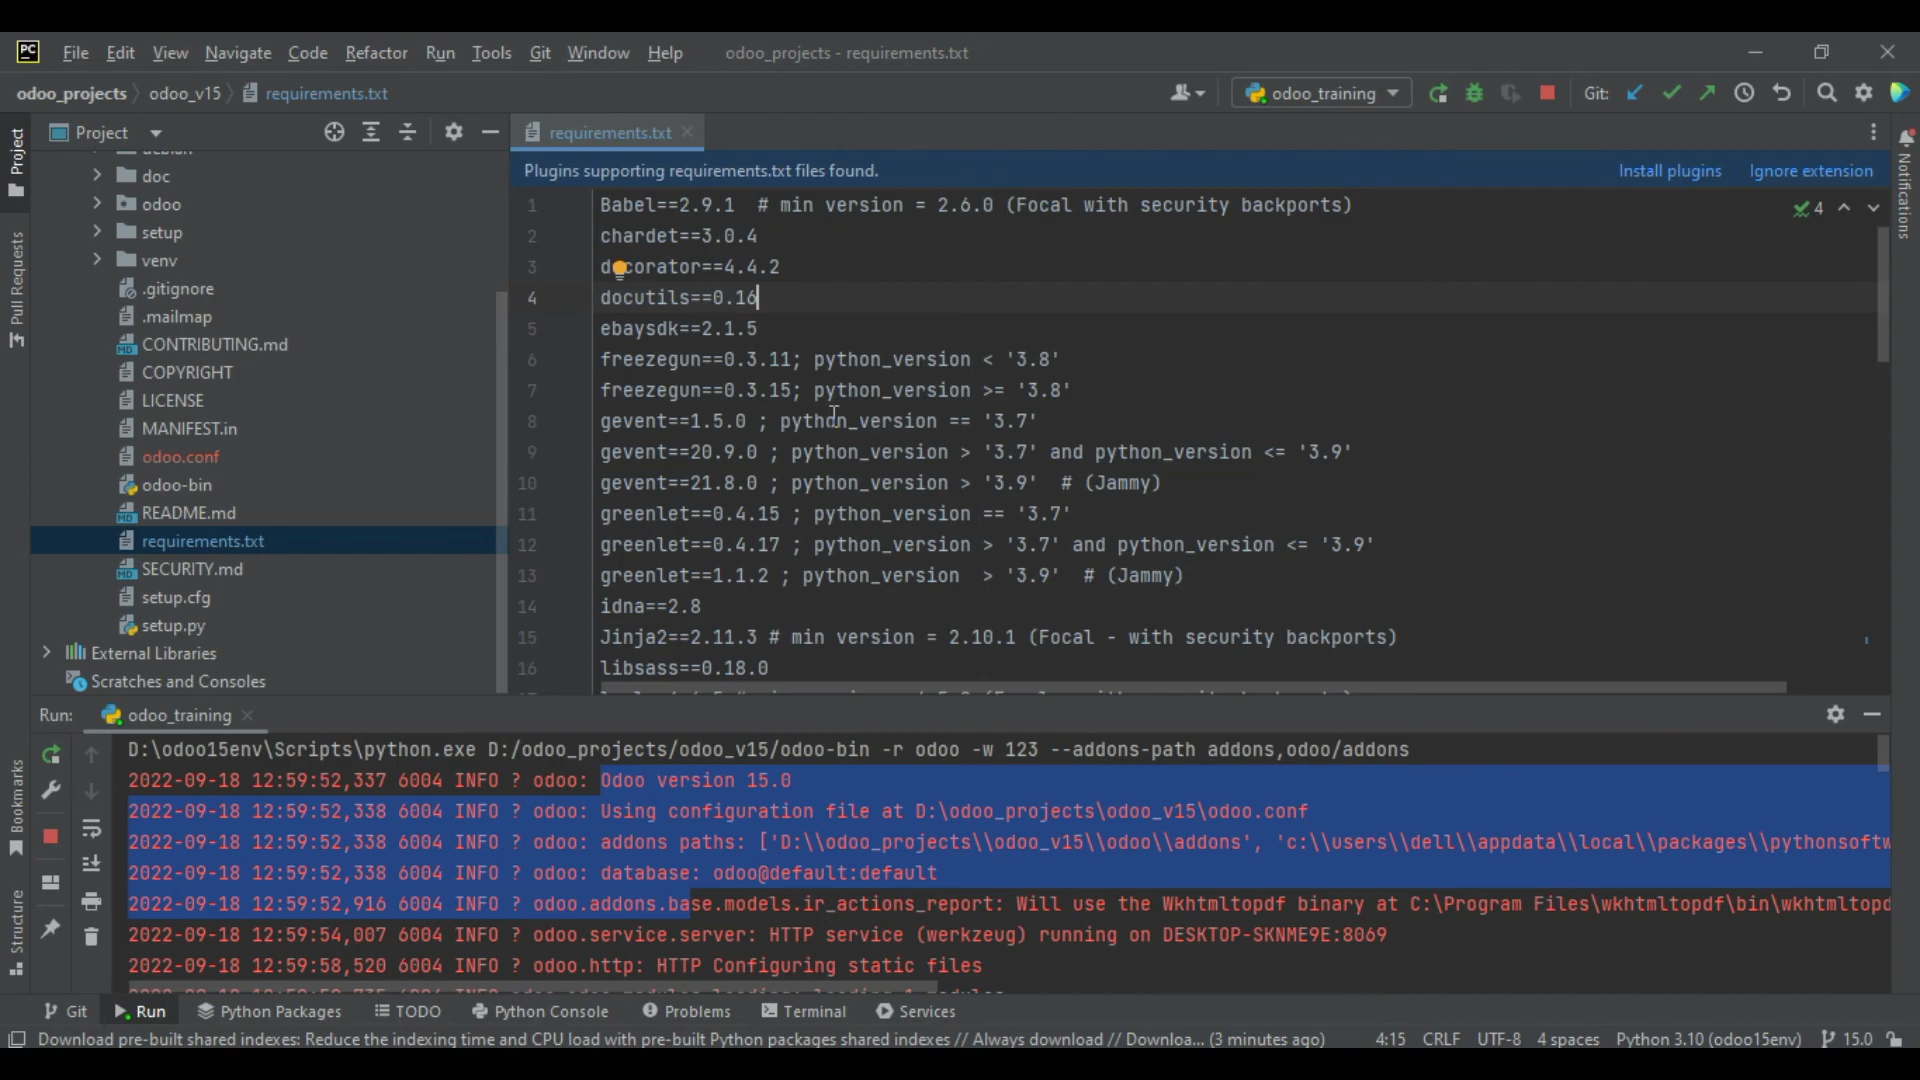 PC File Edit View Navigate Code Refactor Run Tools Git Window Help odoo_projects - requirements.txt
odoo_projects odoo_v15 requirements.txt odoo_training Git:
Project requirements.txt
Plugins supporting requirements.txt files found. Install plugins Ignore extension
Project
Pull Requests
Bookmarks
Structure
Notifications
debian
doc
odoo
setup
venv
.gitignore
.mailmap
CONTRIBUTING.md
COPYRIGHT
LICENSE
MANIFEST.in
odoo.conf
odoo-bin
README.md
requirements.txt
SECURITY.md
setup.cfg
setup.py
External Libraries
Scratches and Consoles
4
1 Babel==2.9.1  # min version = 2.6.0 (Focal with security backports)
2 chardet==3.0.4
3 decorator==4.4.2
4 docutils==0.16
5 ebaysdk==2.1.5
6 freezegun==0.3.11; python_version < '3.8'
7 freezegun==0.3.15; python_version >= '3.8'
8 gevent==1.5.0 ; python_version == '3.7'
9 gevent==20.9.0 ; python_version > '3.7' and python_version <= '3.9'
10 gevent==21.8.0 ; python_version > '3.9'  # (Jammy)
11 greenlet==0.4.15 ; python_version == '3.7'
12 greenlet==0.4.17 ; python_version > '3.7' and python_version <= '3.9'
13 greenlet==1.1.2 ; python_version  > '3.9'  # (Jammy)
14 idna==2.8
15 Jinja2==2.11.3 # min version = 2.10.1 (Focal - with security backports)
16 libsass==0.18.0
Run: odoo_training
D:\odoo15env\Scripts\python.exe D:/odoo_projects/odoo_v15/odoo-bin -r odoo -w 123 --addons-path addons,odoo/addons
2022-09-18 12:59:52,337 6004 INFO ? odoo: Odoo version 15.0
2022-09-18 12:59:52,338 6004 INFO ? odoo: Using configuration file at D:\odoo_projects\odoo_v15\odoo.conf
2022-09-18 12:59:52,338 6004 INFO ? odoo: addons paths: ['D:\\odoo_projects\\odoo_v15\\odoo\\addons', 'c:\\users\\dell\\appdata\\local\\packages\\pythonsoftw
2022-09-18 12:59:52,338 6004 INFO ? odoo: database: odoo@default:default
2022-09-18 12:59:52,916 6004 INFO ? odoo.addons.base.models.ir_actions_report: Will use the Wkhtmltopdf binary at C:\Program Files\wkhtmltopdf\bin\wkhtmltopd
2022-09-18 12:59:54,007 6004 INFO ? odoo.service.server: HTTP service (werkzeug) running on DESKTOP-SKNME9E:8069
2022-09-18 12:59:58,520 6004 INFO ? odoo.http: HTTP Configuring static files
Git Run Python Packages TODO Python Console Problems Terminal Services
Download pre-built shared indexes: Reduce the indexing time and CPU load with pre-built Python packages shared indexes // Always download // Downloa... (3 minutes ago) 4:15 CRLF UTF-8 4 spaces Python 3.10 (odoo15env) 15.0